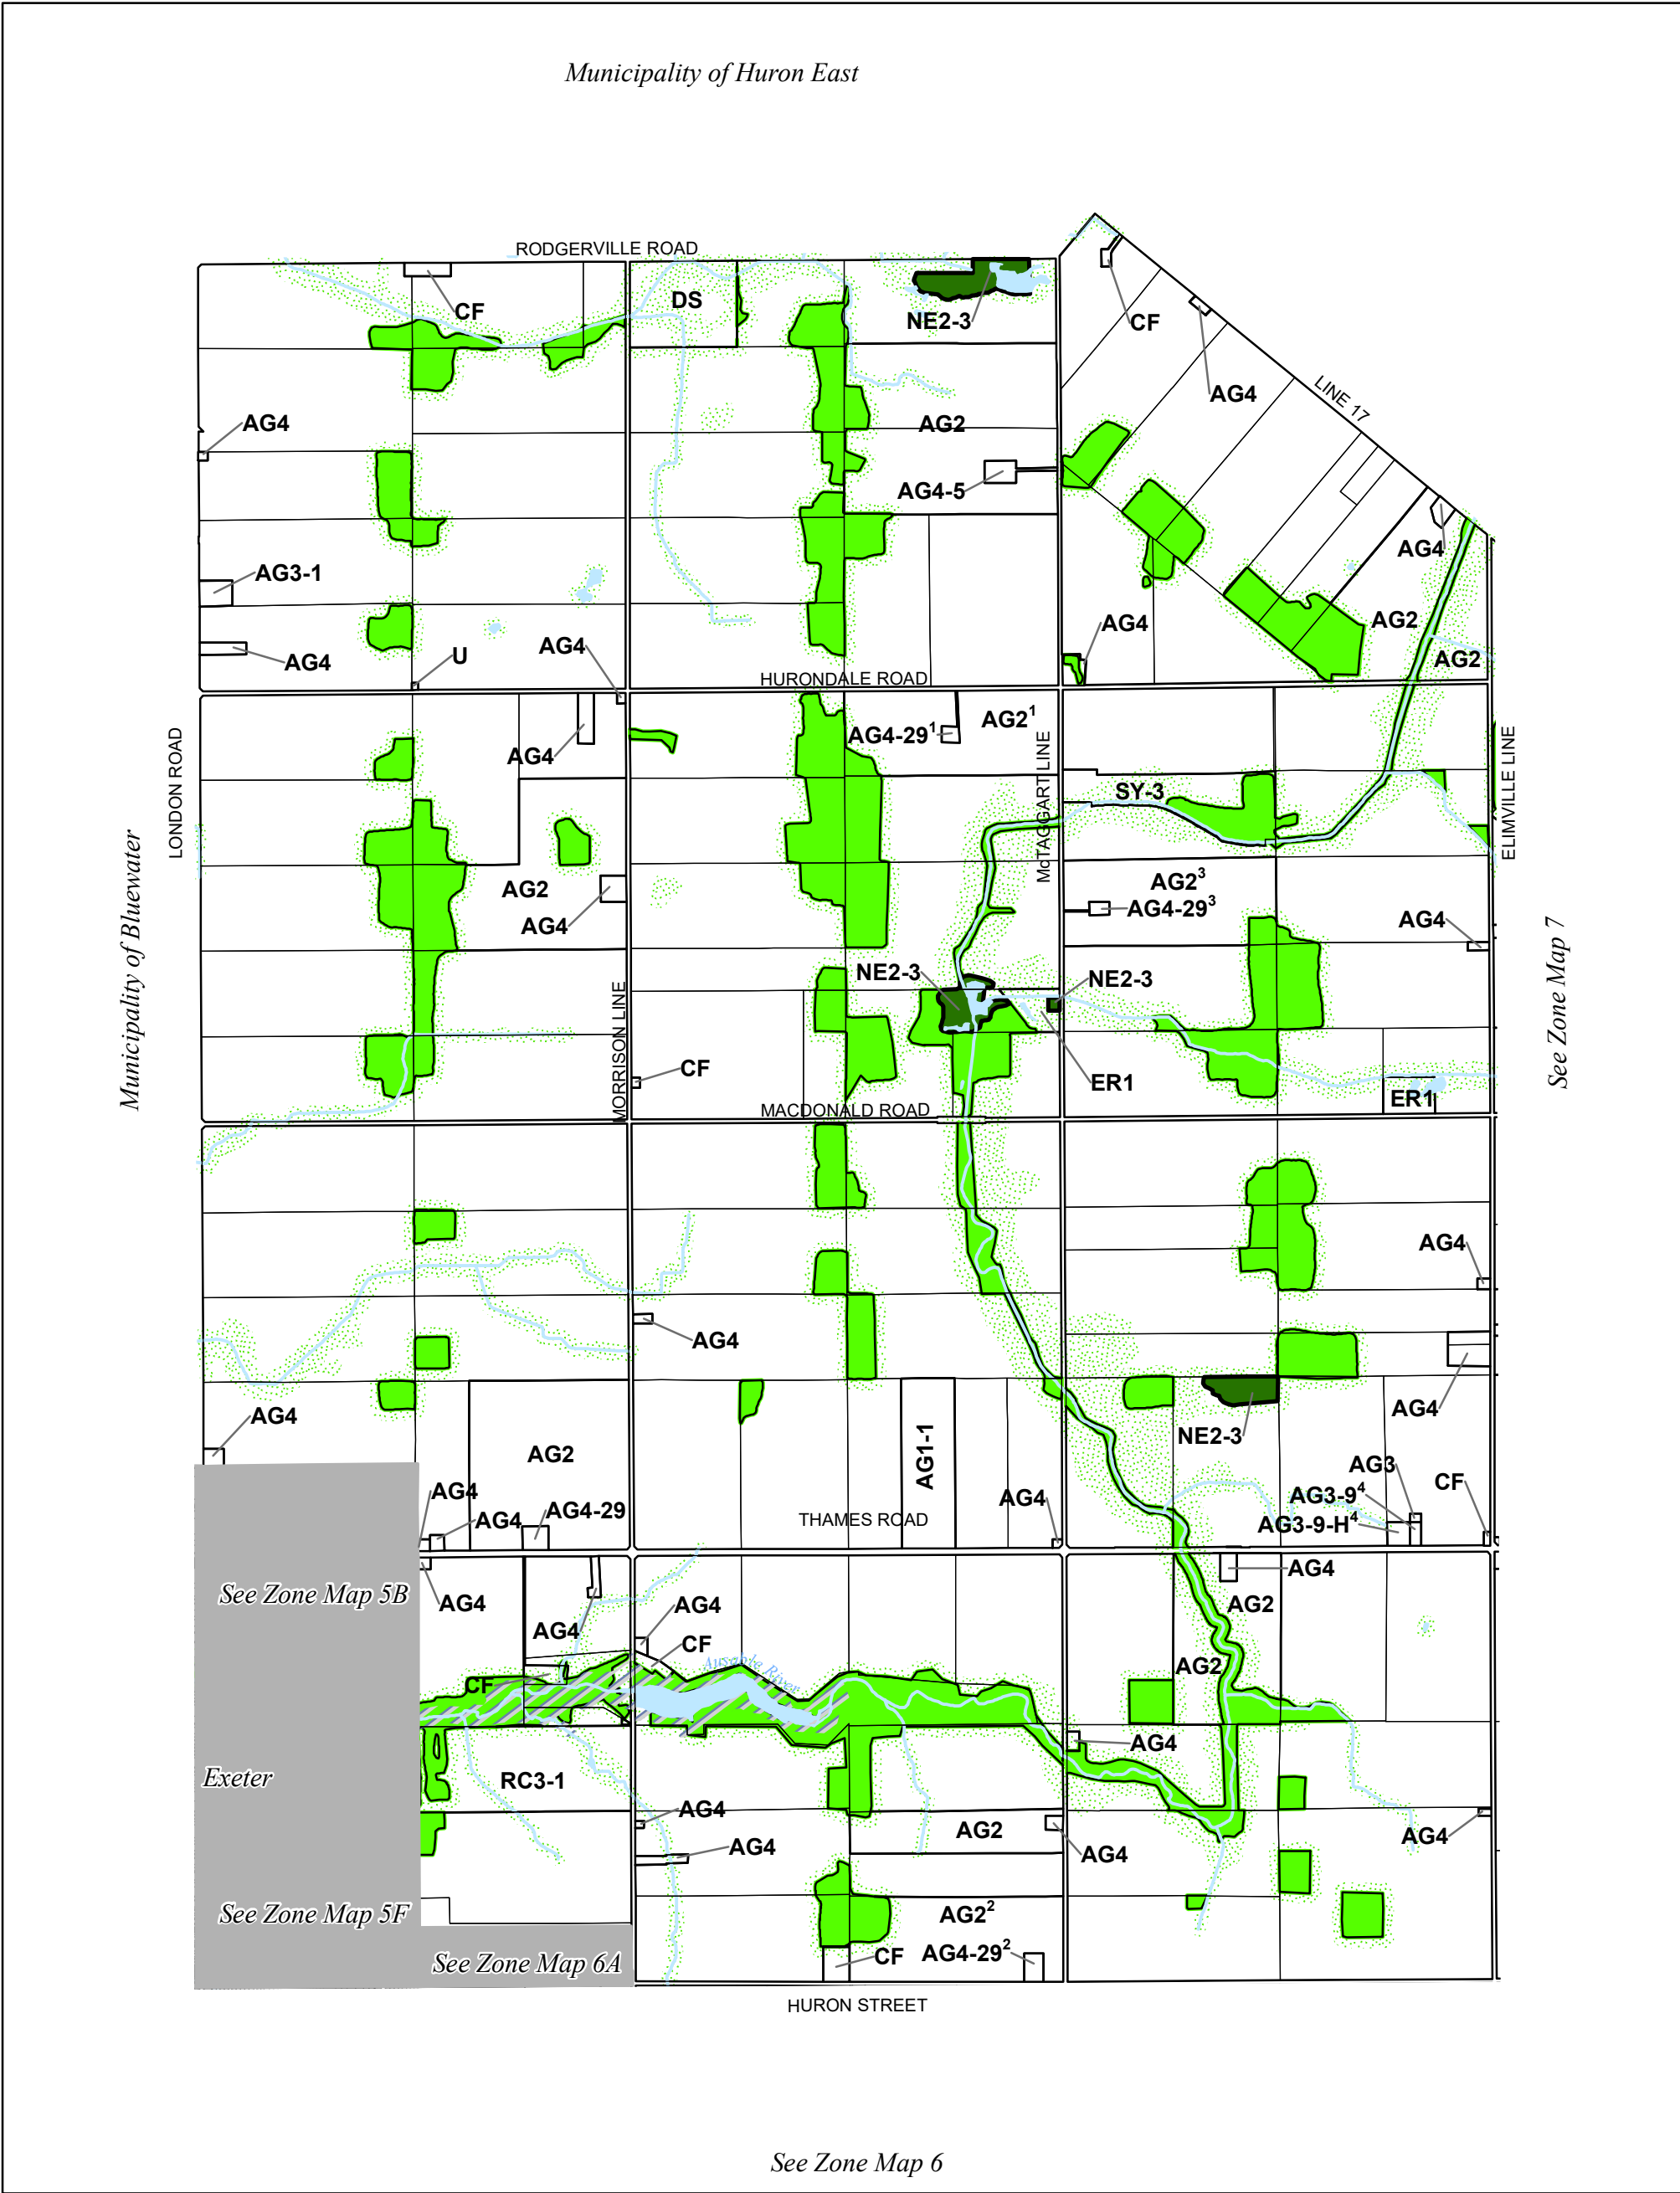 Municipality of Huron East
RODGERVILLE ROAD
CF
DS
NE2-3
CF
AG4
LINE 17
AG4
AG2
AG4-5
AG4
AG3-1
AG4
AG2
AG4
U
AG4
AG4
AG2
HURONDALE ROAD
AG4
AG4-29¹
AG2¹
LONDON ROAD
McTAGGART LINE
ELIMVILLE LINE
SY-3
Municipality of Bluewater
AG2
AG4
AG2³
AG4-29³
AG4
See Zone Map 7
NE2-3
NE2-3
MORRISON LINE
CF
ER1
ER1
MACDONALD ROAD
AG4
AG4
AG4
AG4
AG2
AG1-1
NE2-3
AG4
AG4
AG4-29
AG4
AG3
CF
AG3-9⁴
AG3-9-H⁴
THAMES ROAD
See Zone Map 5B
AG4
AG4
AG4
CF
AG4
AG2
AG2
CF
Ausable River
Exeter
RC3-1
AG4
AG4
AG4
AG2
AG4
AG4
See Zone Map 5F
AG2²
See Zone Map 6A
CF
AG4-29²
HURON STREET
See Zone Map 6